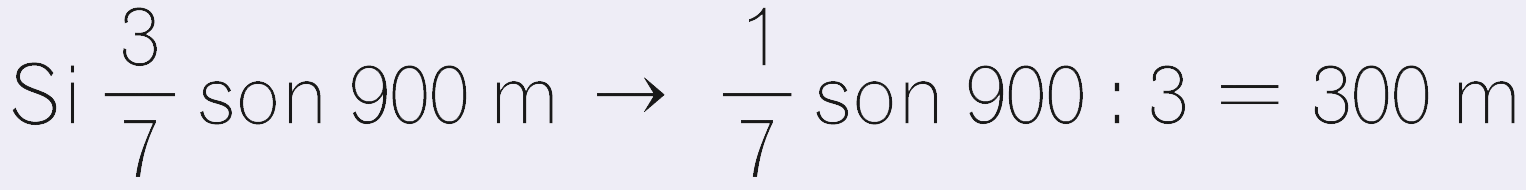 Si 3/7 son 900 m → 1/7 son 900 : 3 = 300 m